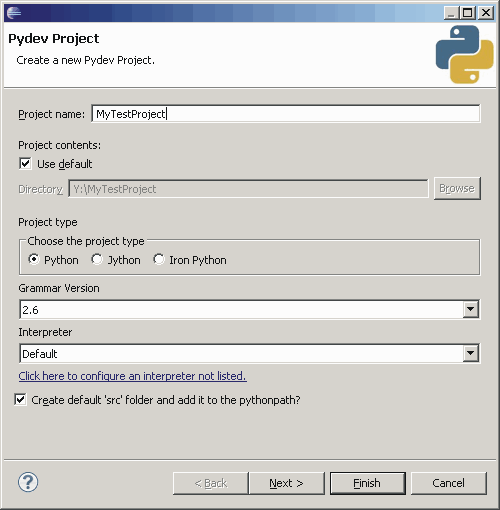 Pydev Project
Create a new Pydev Project.
Project name: MyTestProject
Project contents:
Use default
Directory Y:\MyTestProject Browse
Project type
Choose the project type
Python Jython Iron Python
Grammar Version
2.6
Interpreter
Default
Click here to configure an interpreter not listed.
Create default 'src' folder and add it to the pythonpath?
? < Back Next > Finish Cancel